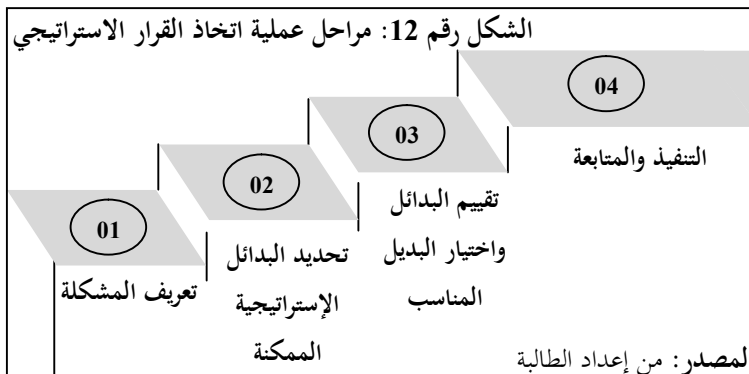 الشكل رقم 12: مراحل عملية اتخاذ القرار الاستراتيجي
01
تعريف المشكلة
02
تحديد البدائل
الإستراتيجية
الممكنة
03
تقييم البدائل
واختيار البديل
المناسب
04
التنفيذ والمتابعة
المصدر: من إعداد الطالبة